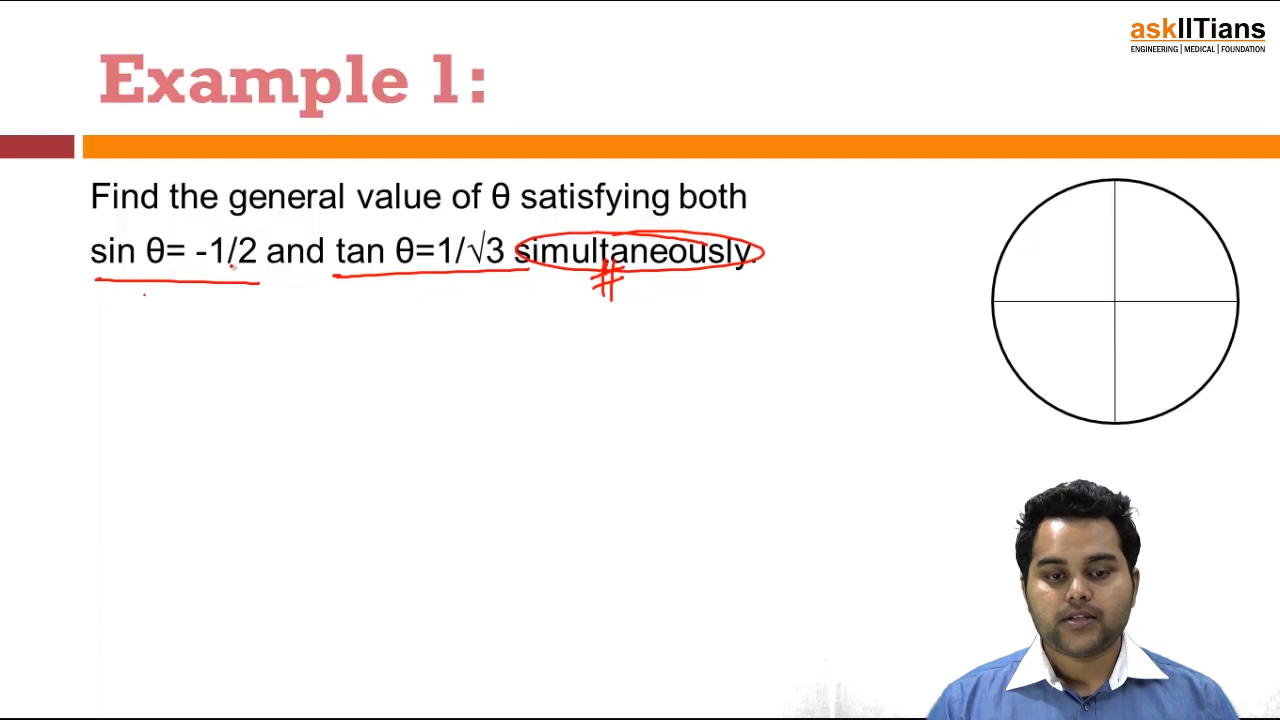 askIITians
ENGINEERING | MEDICAL | FOUNDATION
Example 1:
Find the general value of θ satisfying both
sin θ= -1/2 and tan θ=1/√3 simultaneously.
#